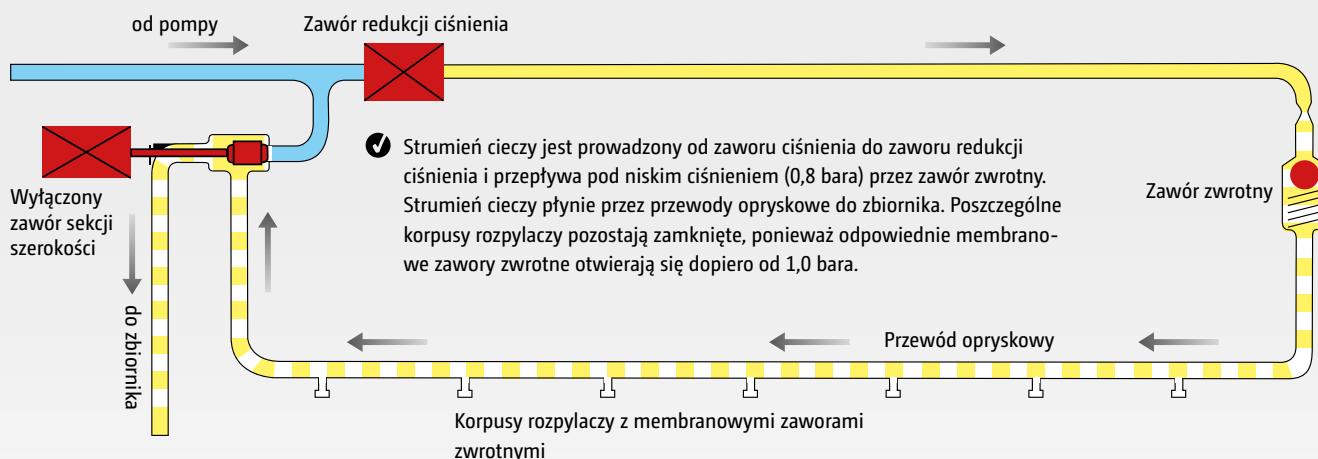 od pompy
Zawór redukcji ciśnienia
Strumień cieczy jest prowadzony od zaworu ciśnienia do zaworu redukcji
ciśnienia i przepływa pod niskim ciśnieniem (0,8 bara) przez zawór zwrotny.
Strumień cieczy płynie przez przewody opryskowe do zbiornika. Poszczególne
korpusy rozpylaczy pozostają zamknięte, ponieważ odpowiednie membrano-
we zawory zwrotne otwierają się dopiero od 1,0 bara.
Zawór zwrotny
Wyłączony
zawór sekcji
szerokości
do zbiornika
Przewód opryskowy
Korpusy rozpylaczy z membranowymi zaworami
zwrotnymi